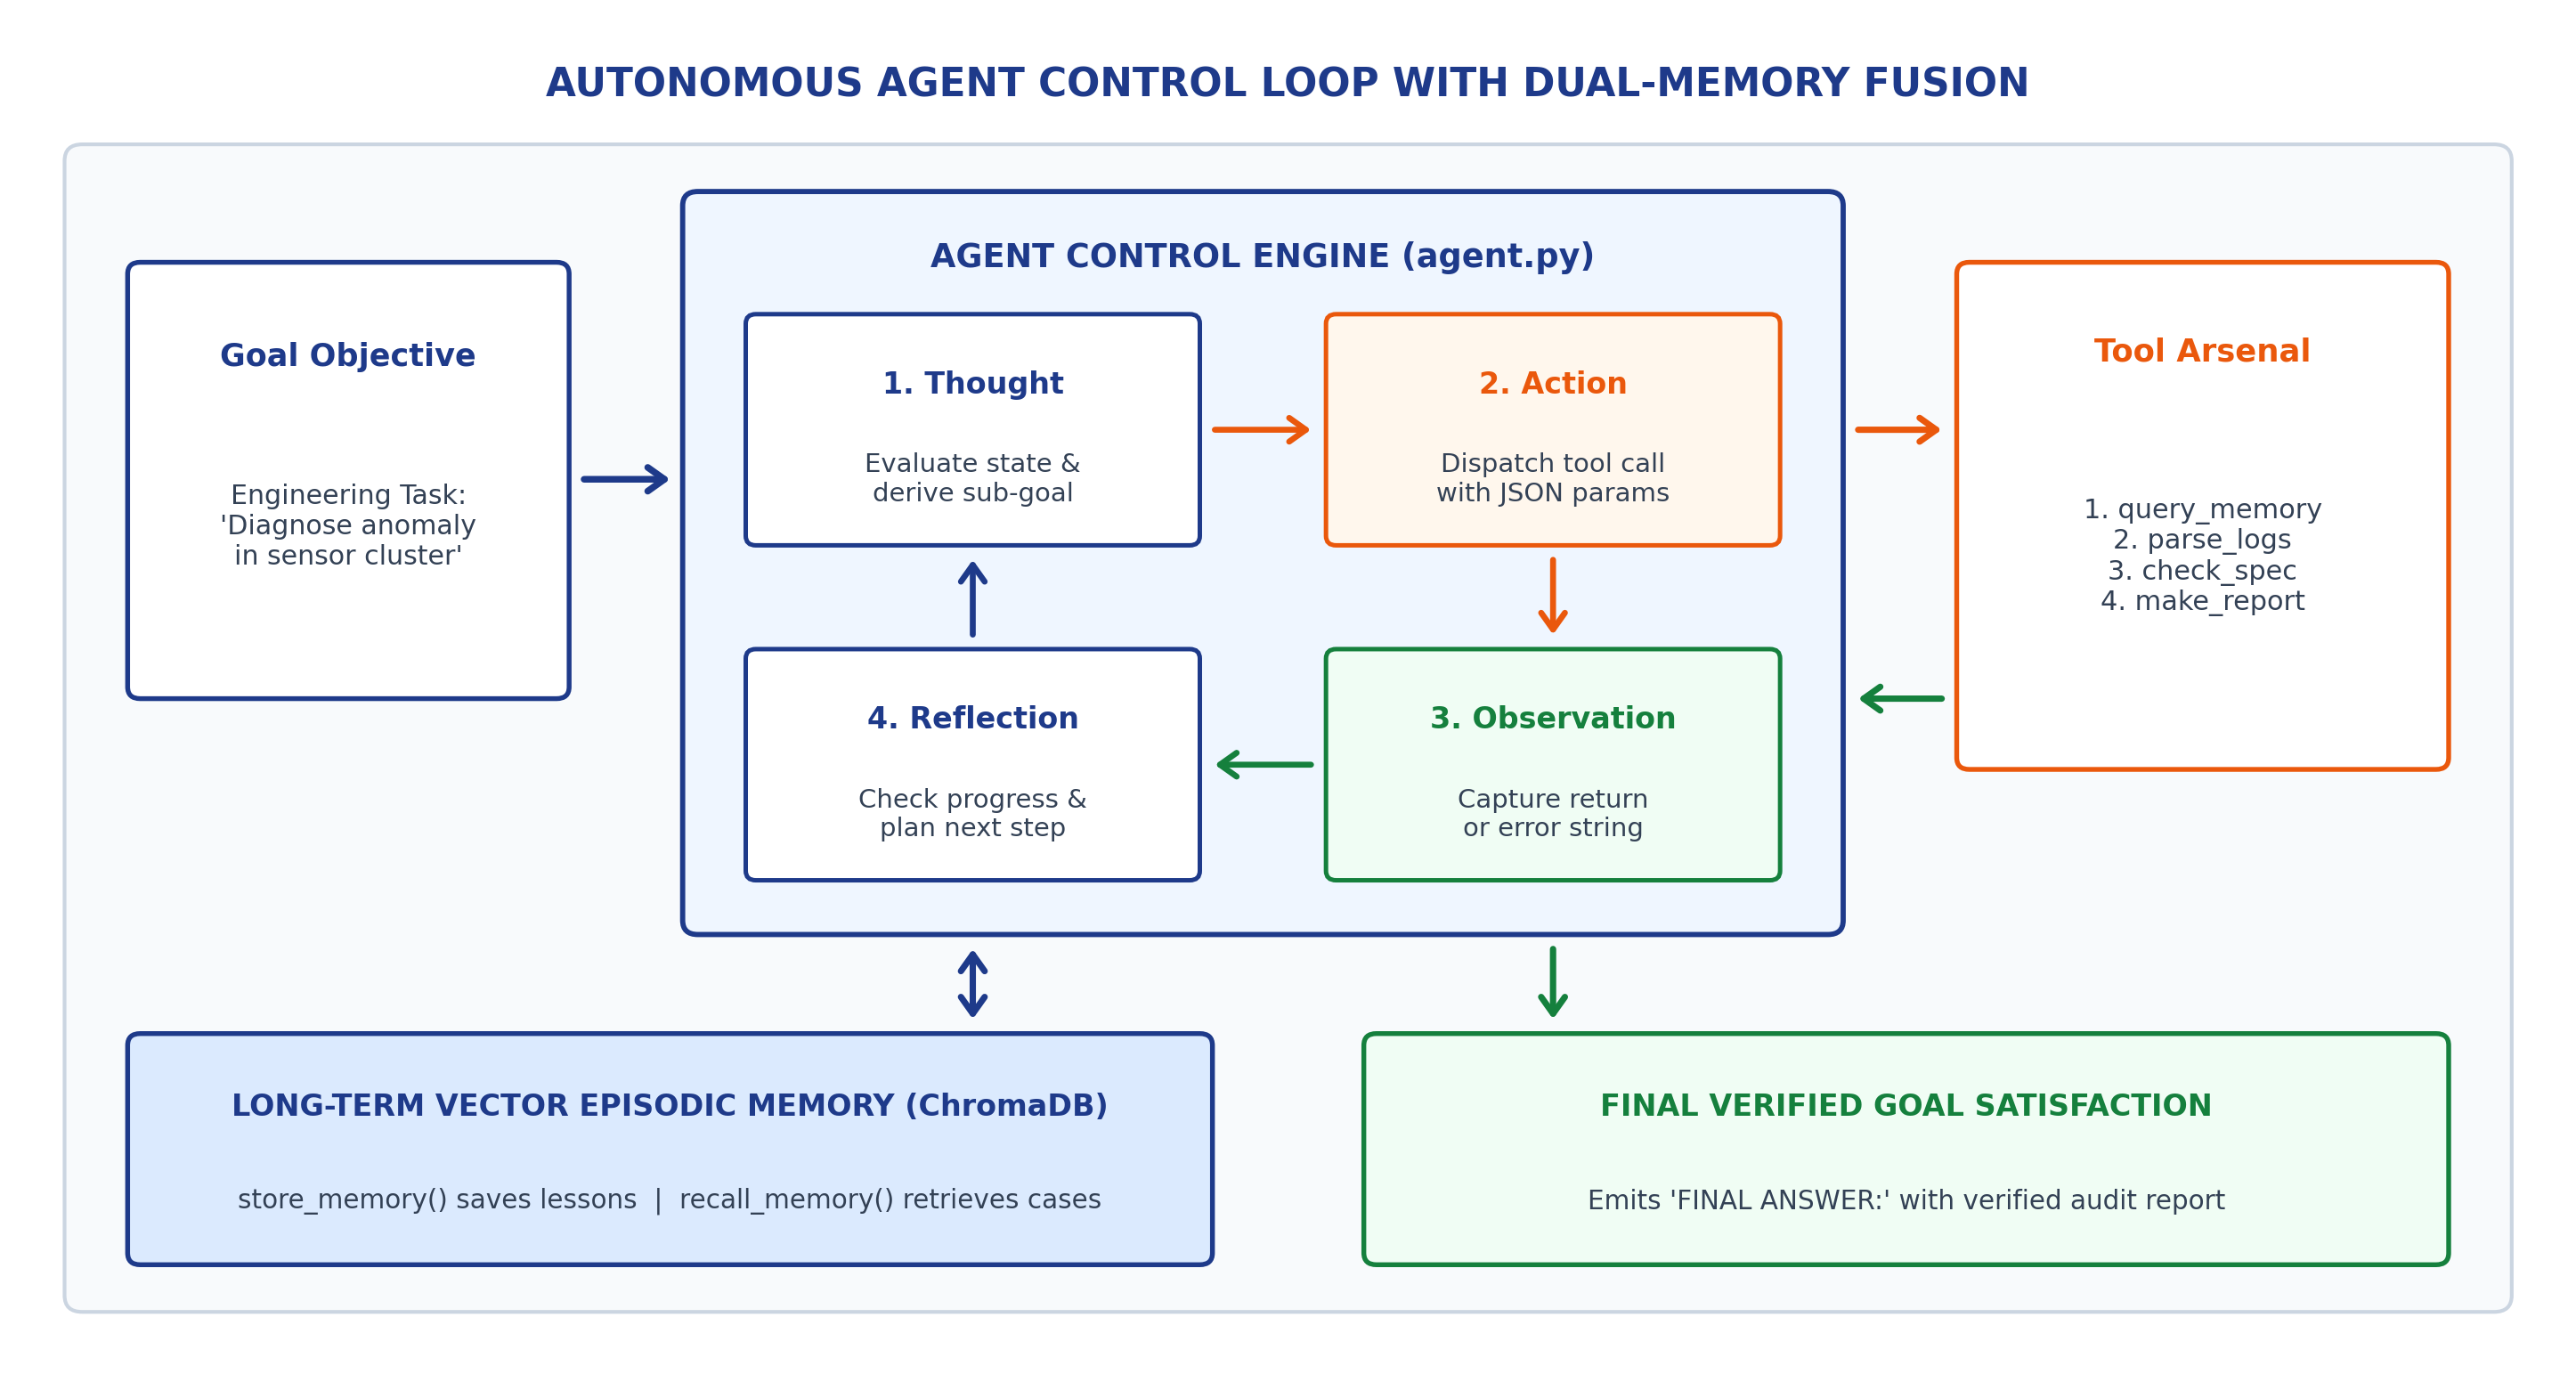 AUTONOMOUS AGENT CONTROL LOOP WITH DUAL-MEMORY FUSION
Goal Objective
Engineering Task:
'Diagnose anomaly
in sensor cluster'
AGENT CONTROL ENGINE (agent.py)
1. Thought
Evaluate state &
derive sub-goal
2. Action
Dispatch tool call
with JSON params
4. Reflection
Check progress &
plan next step
3. Observation
Capture return
or error string
Tool Arsenal
1. query_memory
2. parse_logs
3. check_spec
4. make_report
LONG-TERM VECTOR EPISODIC MEMORY (ChromaDB)
store_memory() saves lessons | recall_memory() retrieves cases
FINAL VERIFIED GOAL SATISFACTION
Emits 'FINAL ANSWER:' with verified audit report